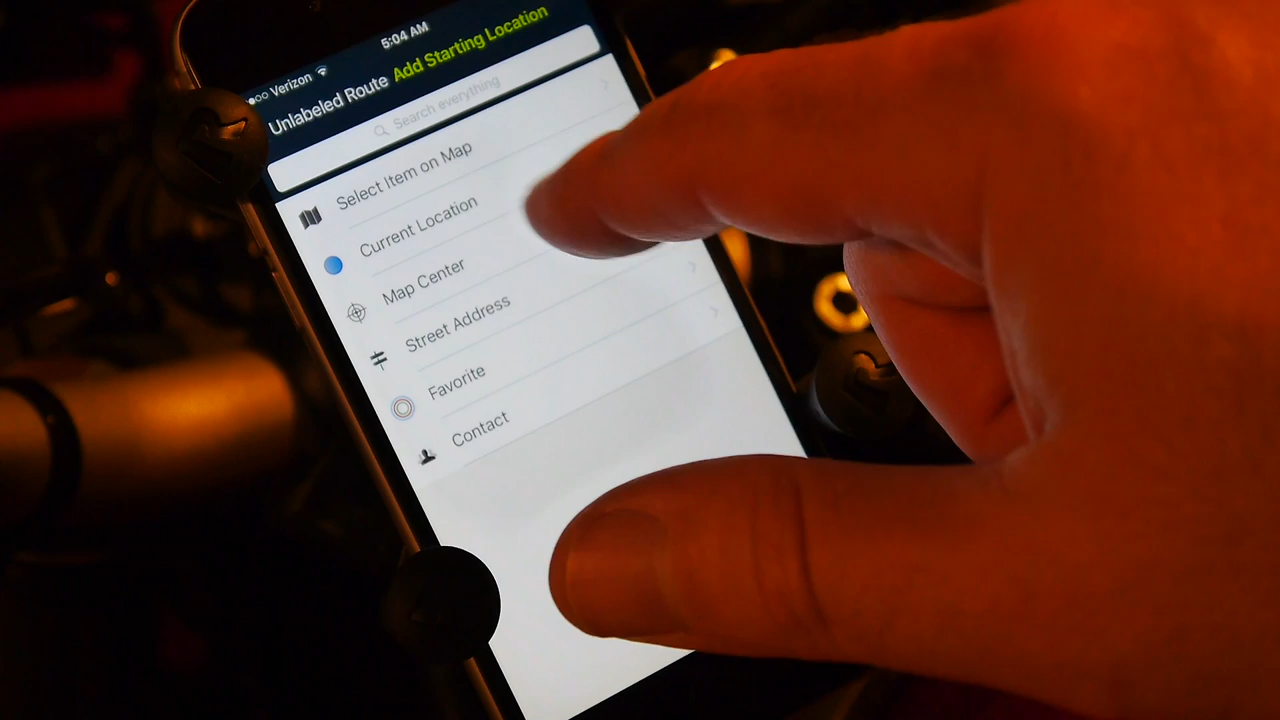 Verizon 5:04 AM
Unlabeled Route Add Starting Location
Search everything
Select Item on Map
Current Location
Map Center
Street Address
Favorite
Contact